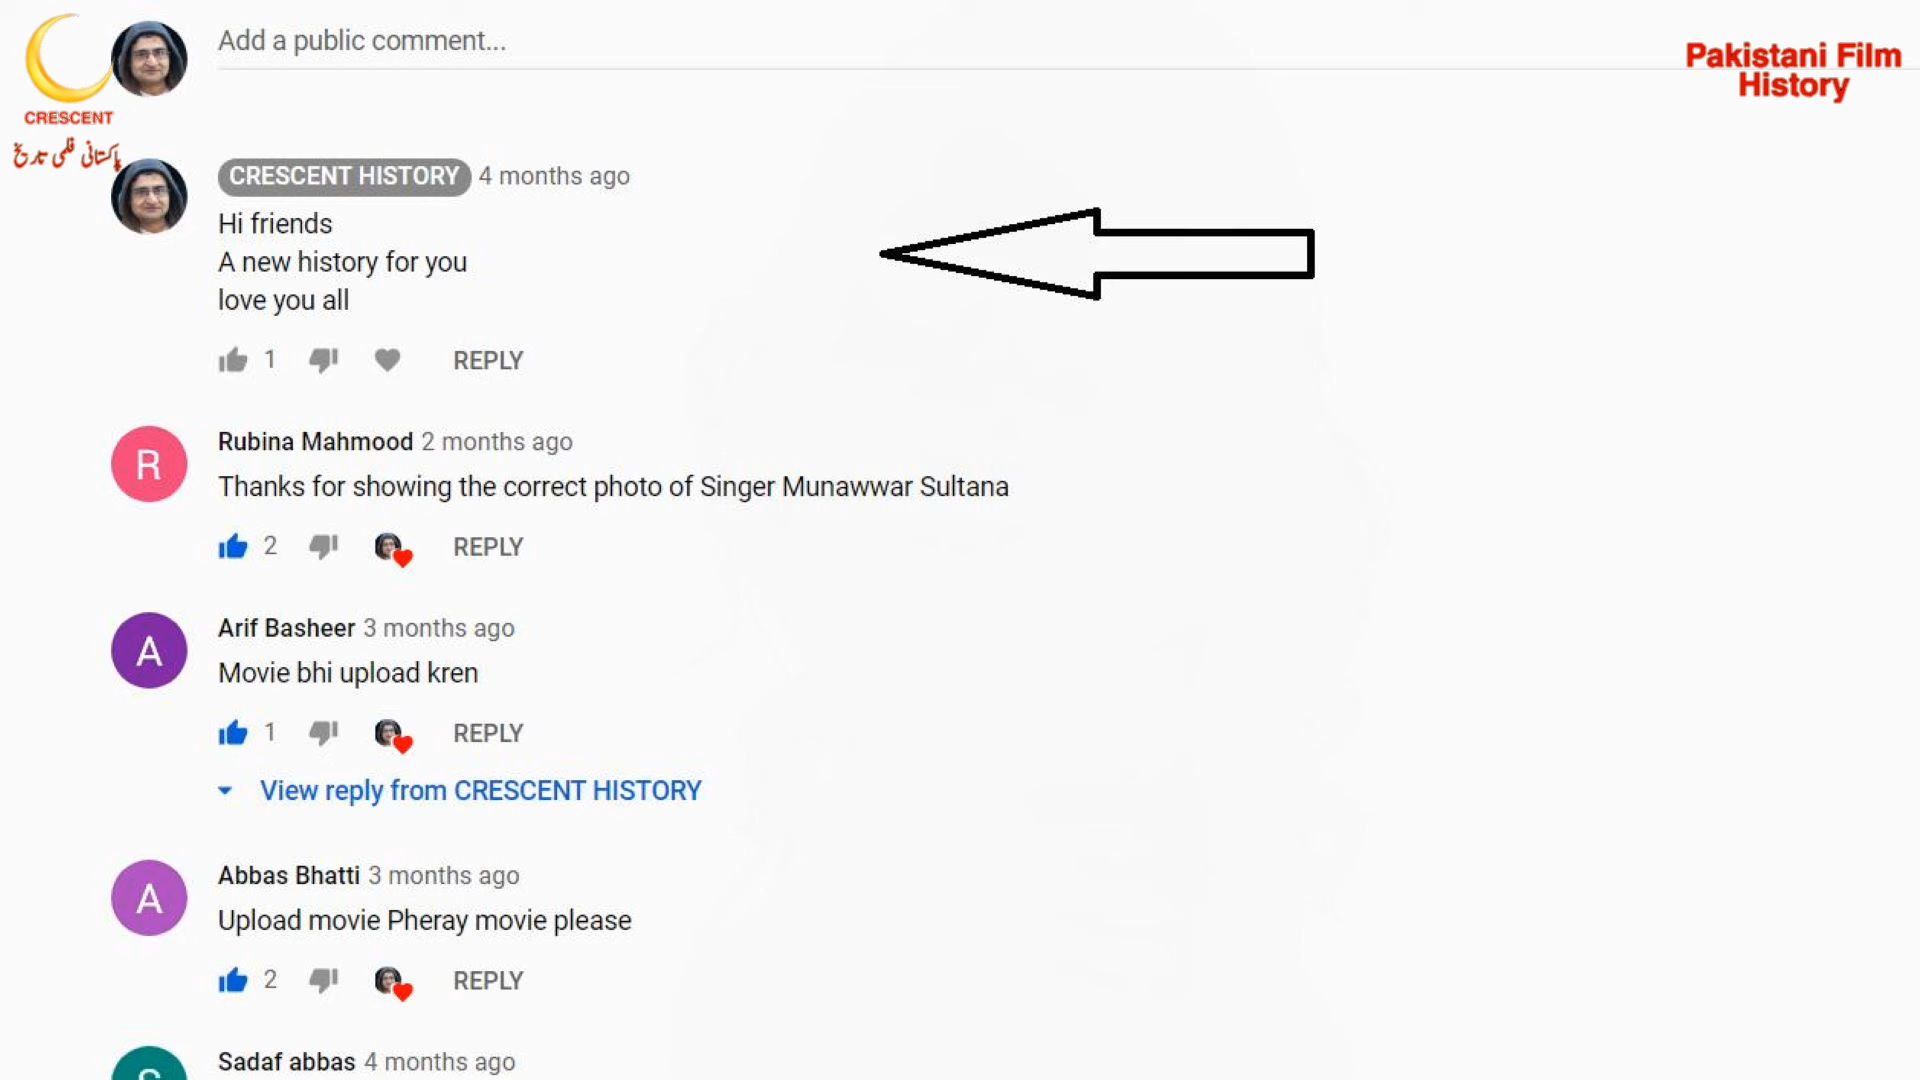 Add a public comment...
Pakistani Film
History
CRESCENT
پاکستانی فلمی تاریخ
CRESCENT HISTORY 4 months ago
Hi friends
A new history for you
love you all
1 REPLY
R
Rubina Mahmood 2 months ago
Thanks for showing the correct photo of Singer Munawwar Sultana
2 REPLY
A
Arif Basheer 3 months ago
Movie bhi upload kren
1 REPLY
View reply from CRESCENT HISTORY
A
Abbas Bhatti 3 months ago
Upload movie Pheray movie please
2 REPLY
Sadaf abbas 4 months ago